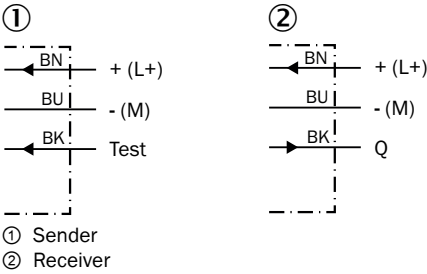 ① ②
BN + (L+) BN + (L+)
BU - (M) BU - (M)
BK Test BK Q
① Sender
② Receiver